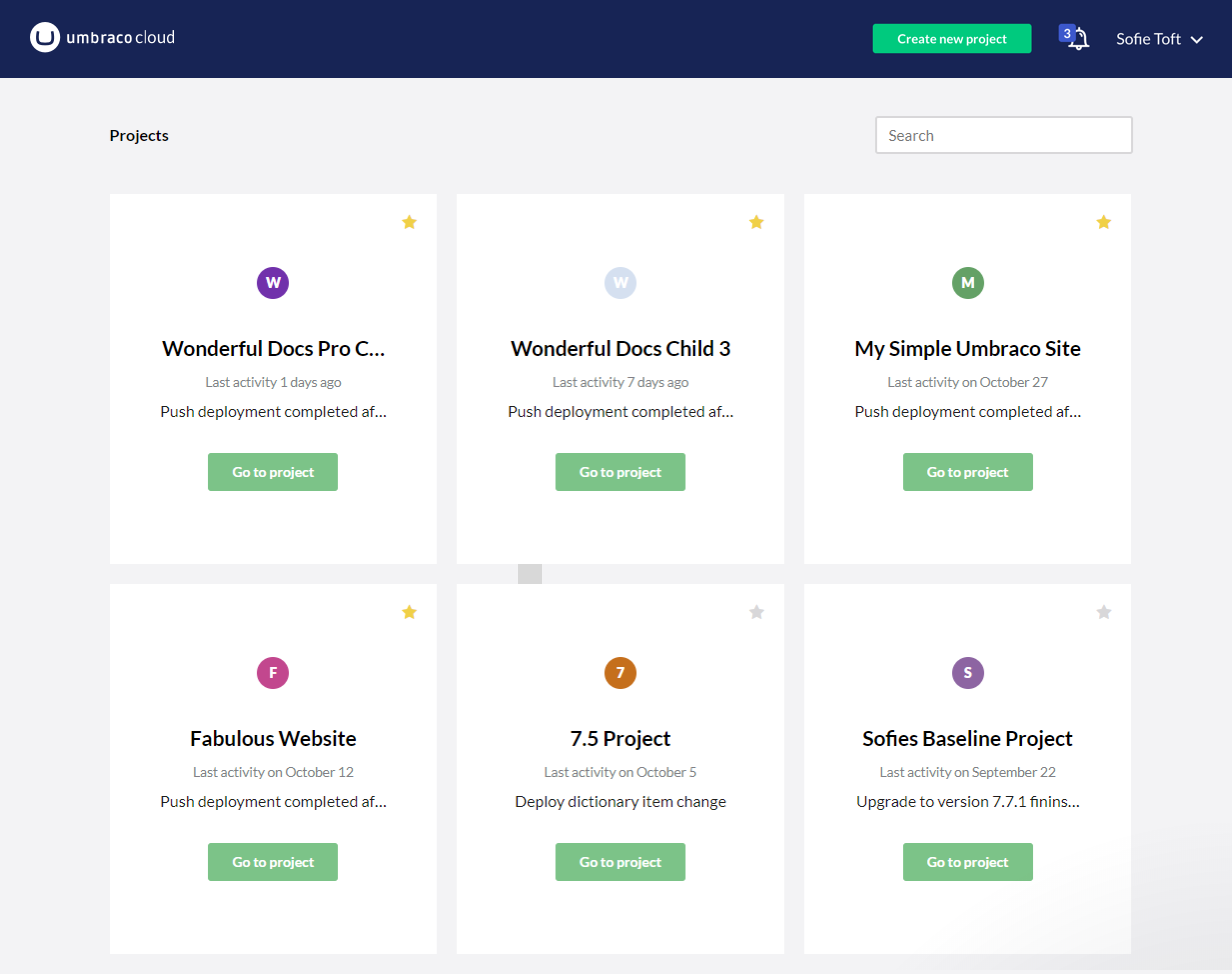 umbraco cloud
Create new project
3
Sofie Toft
Projects
Search
W
Wonderful Docs Pro C...
Last activity 1 days ago
Push deployment completed af...
Go to project
W
Wonderful Docs Child 3
Last activity 7 days ago
Push deployment completed af...
Go to project
M
My Simple Umbraco Site
Last activity on October 27
Push deployment completed af...
Go to project
F
Fabulous Website
Last activity on October 12
Push deployment completed af...
Go to project
7
7.5 Project
Last activity on October 5
Deploy dictionary item change
Go to project
S
Sofies Baseline Project
Last activity on September 22
Upgrade to version 7.7.1 finins...
Go to project